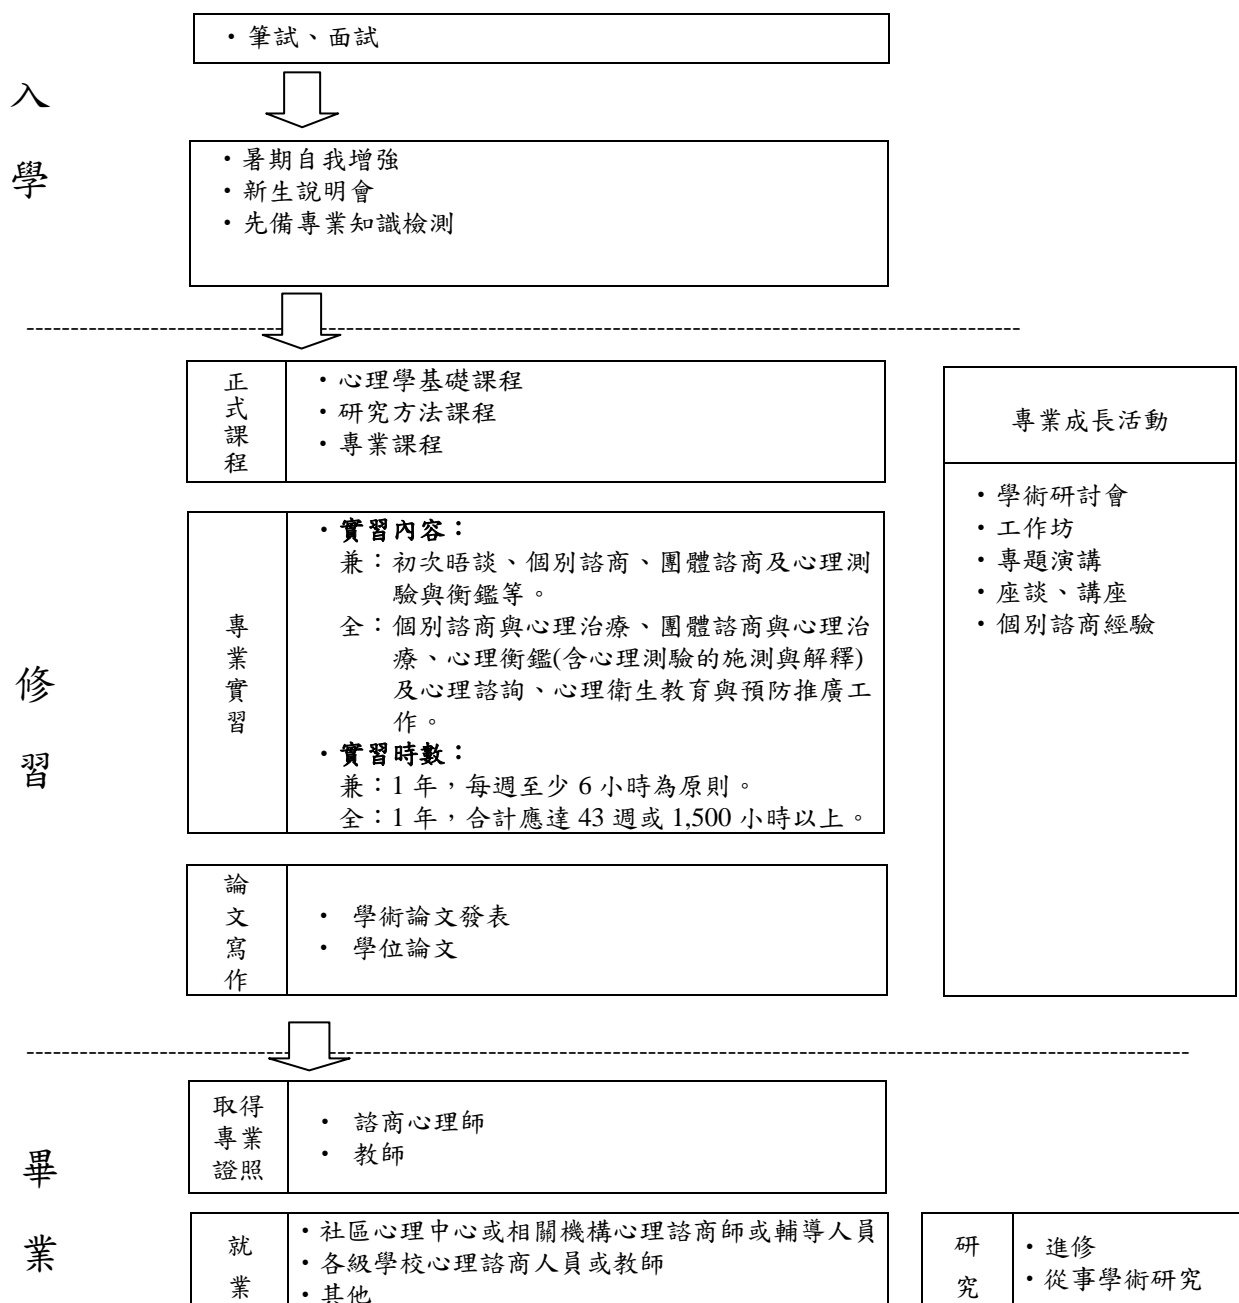 入學
・筆試、面試
・暑期自我增強
・新生說明會
・先備專業知識檢測
修習
正式課程
・心理學基礎課程
・研究方法課程
・專業課程
專業實習
・實習內容：
兼：初次晤談、個別諮商、團體諮商及心理測
驗與衡鑑等。
全：個別諮商與心理治療、團體諮商與心理治
療、心理衡鑑(含心理測驗的施測與解釋)
及心理諮詢、心理衛生教育與預防推廣工
作。
・實習時數：
兼：1 年，每週至少 6 小時為原則。
全：1 年，合計應達 43 週或 1,500 小時以上。
論文寫作
・ 學術論文發表
・ 學位論文
專業成長活動
・學術研討會
・工作坊
・專題演講
・座談、講座
・個別諮商經驗
畢業
取得
專業
證照
・ 諮商心理師
・ 教師
就業
・社區心理中心或相關機構心理諮商師或輔導人員
・各級學校心理諮商人員或教師
・其他
研究
・進修
・從事學術研究